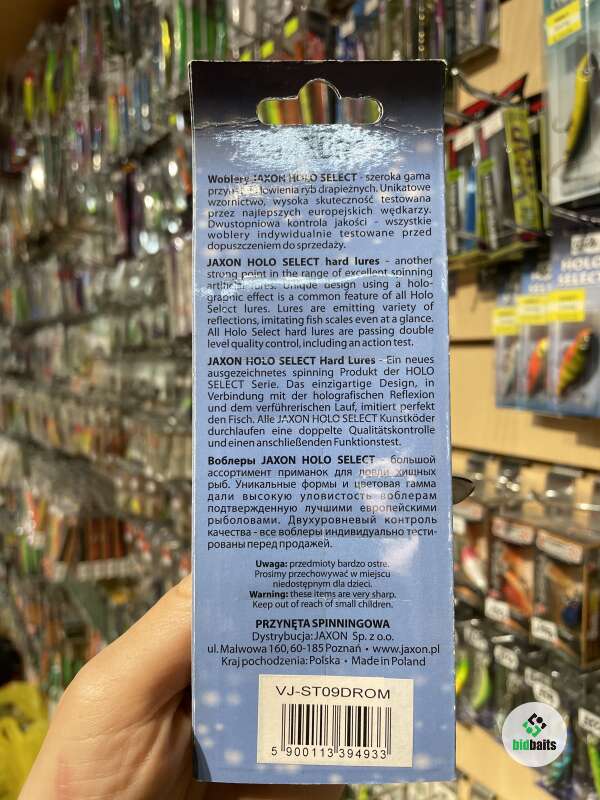 Woblery JAXON HOLO SELECT - szeroka gama
łowienia ryb drapieżnych. Unikatowe
wzornictwo, wysoka skuteczność testowana
przez najlepszych europejskich wędkarzy.
Dwustopniowa kontrola jakości - wszystkie
woblery indywidualnie testowane przed
dopuszczeniem do sprzedaży.
JAXON HOLO SELECT hard lures - another
strong point in the range of excellent spinning
artificial lures. Unique design using a holo-
graphic effect is a common feature of all Holo
Select lures. Lures are emitting variety of
reflections, imitating fish scales even at a glance.
All Holo Select hard lures are passing double
level quality control, including an action test.
JAXON HOLO SELECT Hard Lures - Ein neues
ausgezeichnetes spinning Produkt der HOLO
SELECT Serie. Das einzigartige Design, in
Verbindung mit der holografischen Reflexion
und dem verführerischen Lauf, imitiert perfekt
den Fisch. Alle JAXON HOLO SELECT Kunstköder
durchlaufen eine doppelte Qualitätskontrolle
und einen anschließenden Funktionstest.
Воблеры JAXON HOLO SELECT - большой
ассортимент приманок для ловли хищных
рыб. Уникальные формы и цветовая гамма
дали высокую уловистость воблерам
подтвержденную лучшими европейскими
рыболовами. Двухуровневый контроль
качества - все воблеры индивидуально тести-
рованы перед продажей.
Uwaga: przedmioty bardzo ostre.
Prosimy przechowywać w miejscu
niedostępnym dla dzieci.
Warning: these items are very sharp.
Keep out of reach of small children.
PRZYNĘTA SPINNINGOWA
Dystrybucja: JAXON Sp. z o.o.
ul. Malwowa 160, 60-185 Poznań • www.jaxon.pl
Kraj pochodzenia: Polska • Made in Poland
VJ-ST09DROM
5 900113 394933
HOLO
SELECT
bidbaits